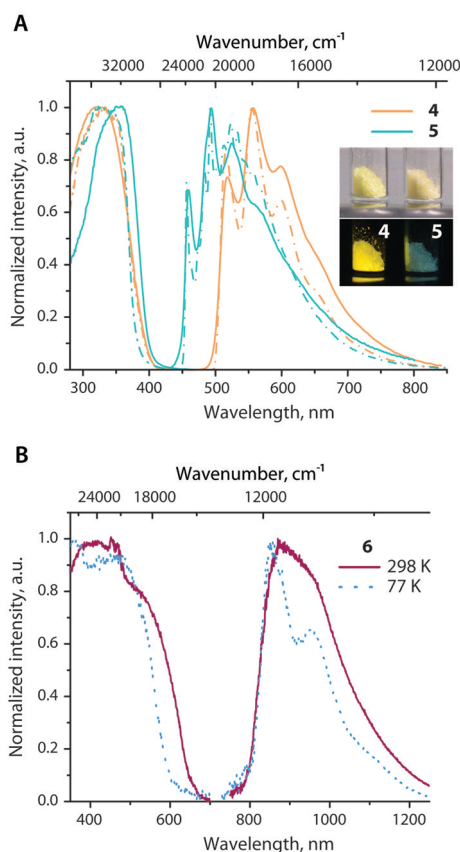 A
Wavenumber, cm⁻¹
32000 24000 20000 16000 12000
Normalized intensity, a.u.
1.0
0.8
0.6
0.4
0.2
0.0
4
5
4 5
300 400 500 600 700 800
Wavelength, nm
B
Wavenumber, cm⁻¹
24000 18000 12000
Normalized intensity, a.u.
1.0
0.8
0.6
0.4
0.2
0.0
6
298 K
77 K
400 600 800 1000 1200
Wavelength, nm